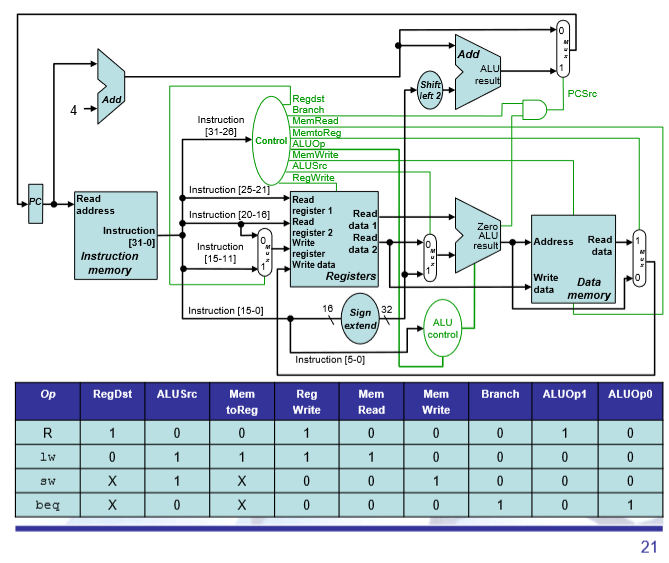 0
Mux
1
Add
ALU
result
Shift
left 2
Add
4
PCSrc
Regdst
Branch
MemRead
MemtoReg
ALUOp
MemWrite
ALUSrc
RegWrite
Control
Instruction
[31-26]
PC
Read
address
Instruction
[31-0]
Instruction
memory
Instruction [25-21]
Instruction [20-16]
Instruction
[15-11]
0
Mux
1
Read
register 1
Read
register 2
Write
register
Write data
Read
data 1
Read
data 2
Registers
0
Mux
1
Zero
ALU
result
Address
Write
data
Read
data
Data
memory
1
Mux
0
Instruction [15-0]
16
Sign
extend
32
ALU
control
Instruction [5-0]
Op RegDst ALUSrc Mem toReg Reg Write Mem Read Mem Write Branch ALUOp1 ALUOp0
R 1 0 0 1 0 0 0 1 0
lw 0 1 1 1 1 0 0 0 0
sw X 1 X 0 0 1 0 0 0
beq X 0 X 0 0 0 1 0 1
21